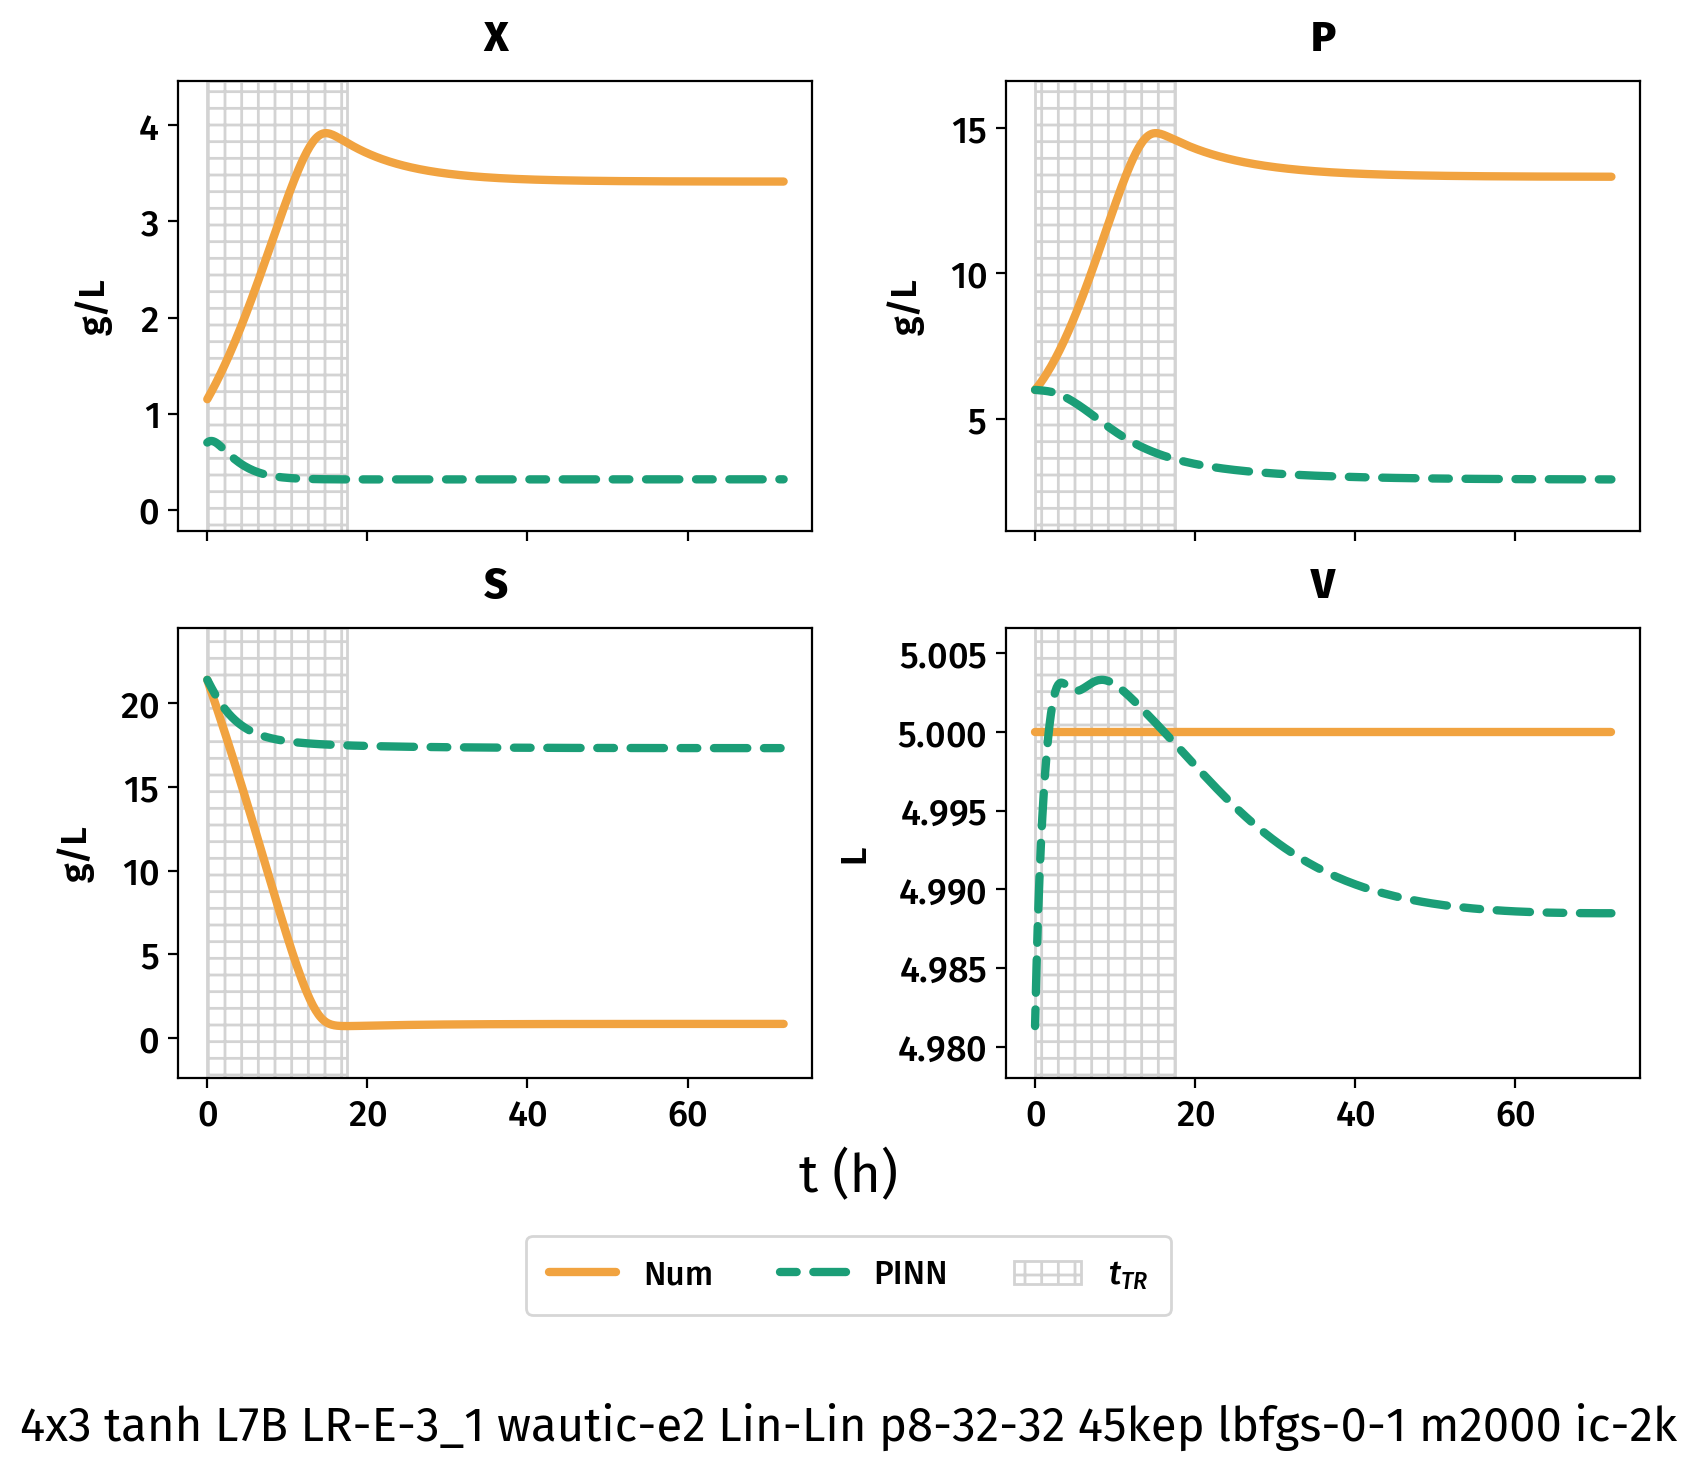 X
P
4
3
2
1
0
g/L
15
10
5
g/L
S
V
20
15
10
5
0
g/L
5.005
5.000
4.995
4.990
4.985
4.980
L
0 20 40 60
0 20 40 60
t (h)
Num PINN tTR
4x3 tanh L7B LR-E-3_1 wautic-e2 Lin-Lin p8-32-32 45kep lbfgs-0-1 m2000 ic-2k